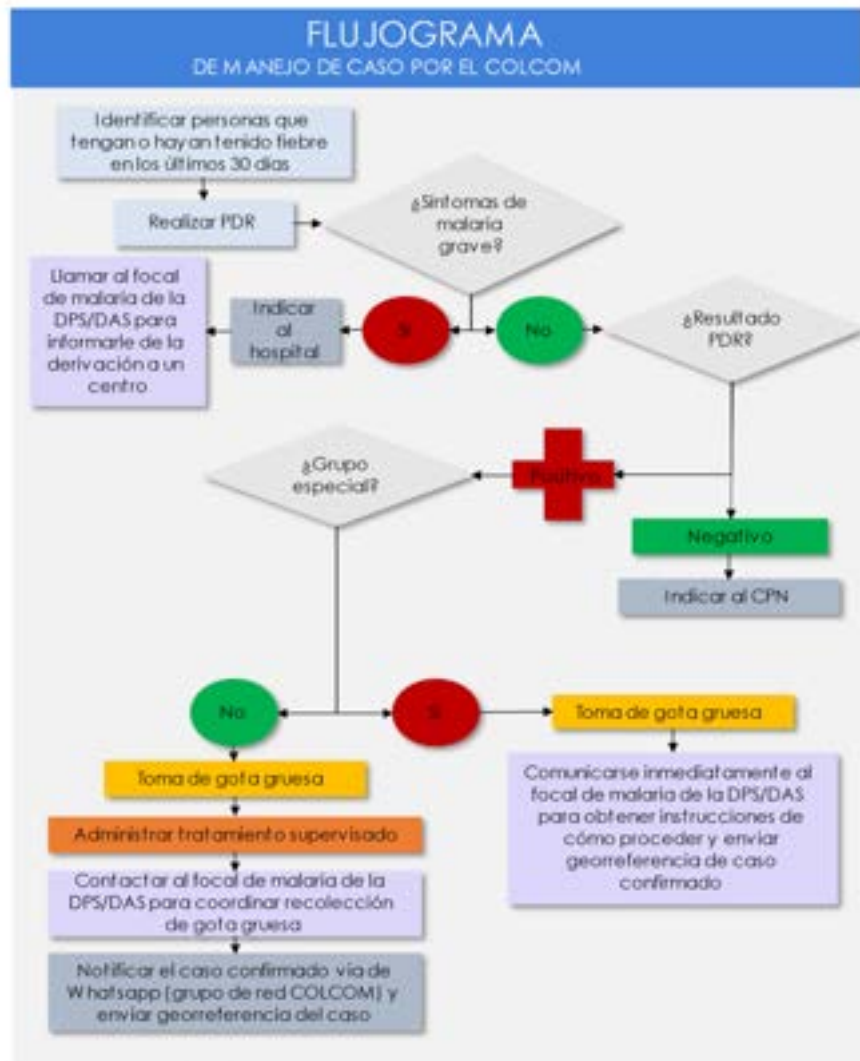 FLUJOGRAMA
DE MANEJO DE CASO POR EL COLCOM
Identificar personas que
tengan o hayan tenido fiebre
en los últimos 30 días
Realizar PDR
¿Síntomas de
malaria
grave?
Llamar al focal
de malaria de la
DPS/DAS para
informarle de la
derivación a un
centro
Indicar
al
hospital
Si
No
¿Resultado
PDR?
¿Grupo
especial?
Positivo
Negativo
Indicar al CPN
No
Si
Toma de gota gruesa
Toma de gota gruesa
Administrar tratamiento supervisado
Contactar al focal de malaria de la
DPS/DAS para coordinar recolección
de gota gruesa
Notificar el caso confirmado via de
Whatsapp (grupo de red COLCOM) y
enviar georreferencia del caso
Comunicarse inmediatamente al
focal de malaria de la DPS/DAS
para obtener instrucciones de
cómo proceder y enviar
georreferencia de caso
confirmado